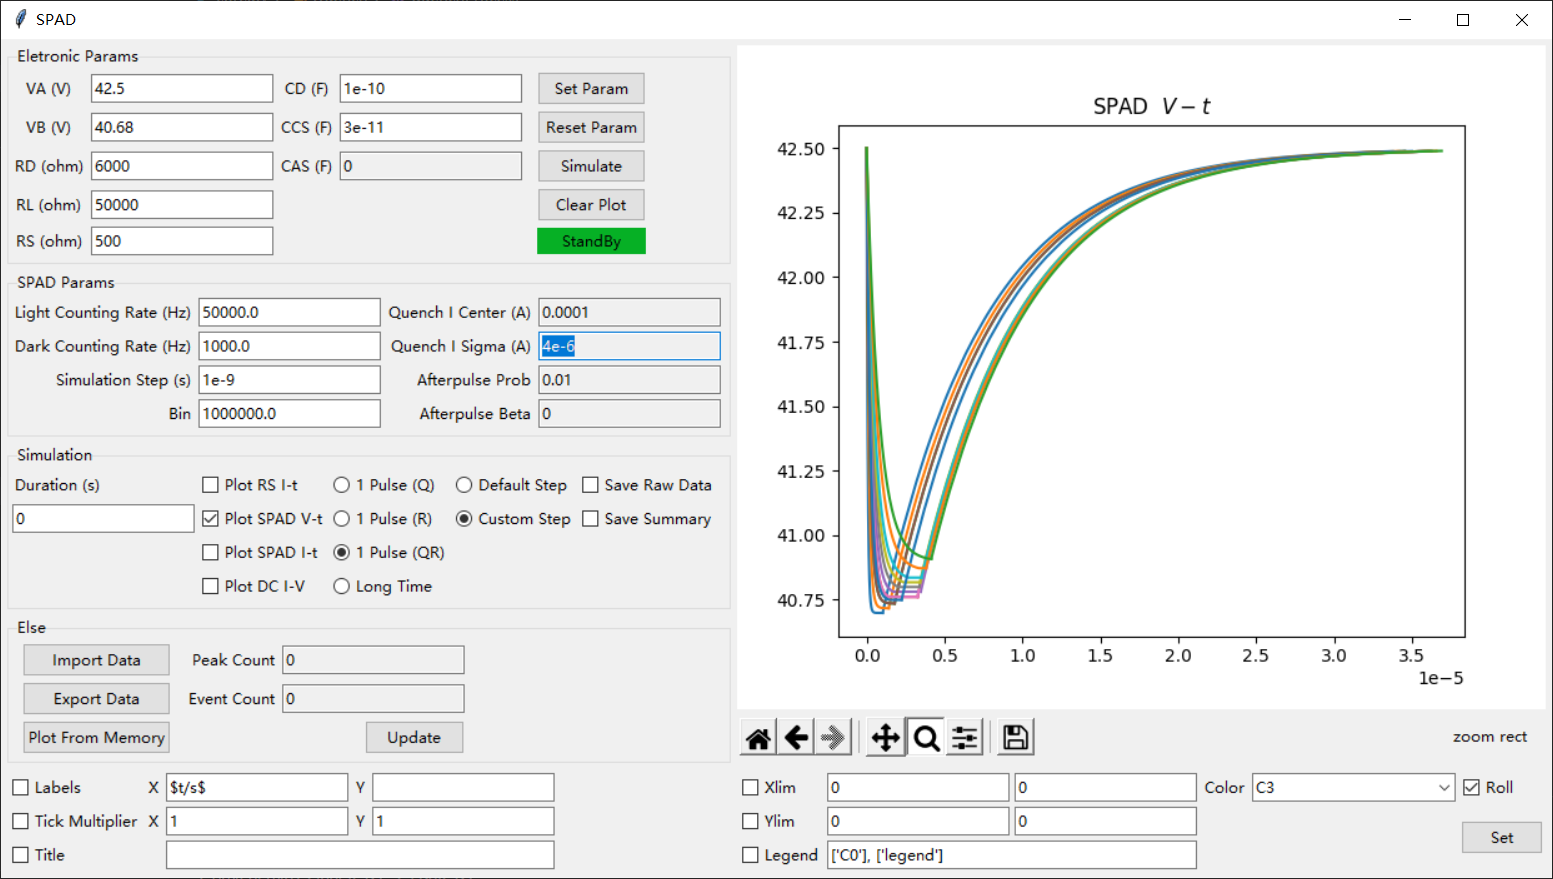 SPAD
Eletronic Params
VA (V) 42.5 CD (F) 1e-10 Set Param
VB (V) 40.68 CCS (F) 3e-11 Reset Param
RD (ohm) 6000 CAS (F) 0 Simulate
RL (ohm) 50000 Clear Plot
RS (ohm) 500 StandBy
SPAD Params
Light Counting Rate (Hz) 50000.0 Quench I Center (A) 0.0001
Dark Counting Rate (Hz) 1000.0 Quench I Sigma (A) 4e-6
Simulation Step (s) 1e-9 Afterpulse Prob 0.01
Bin 1000000.0 Afterpulse Beta 0
Simulation
Duration (s) Plot RS I-t 1 Pulse (Q) Default Step Save Raw Data
0 Plot SPAD V-t 1 Pulse (R) Custom Step Save Summary
Plot SPAD I-t 1 Pulse (QR)
Plot DC I-V Long Time
Else
Import Data Peak Count 0
Export Data Event Count 0
Plot From Memory Update
Labels X $t/s$ Y
Tick Multiplier X 1 Y 1
Title
SPAD V − t
42.50
42.25
42.00
41.75
41.50
41.25
41.00
40.75
0.0 0.5 1.0 1.5 2.0 2.5 3.0 3.5
1e−5
zoom rect
Xlim 0 0 Color C3 Roll
Ylim 0 0
Set
Legend ['C0'], ['legend']